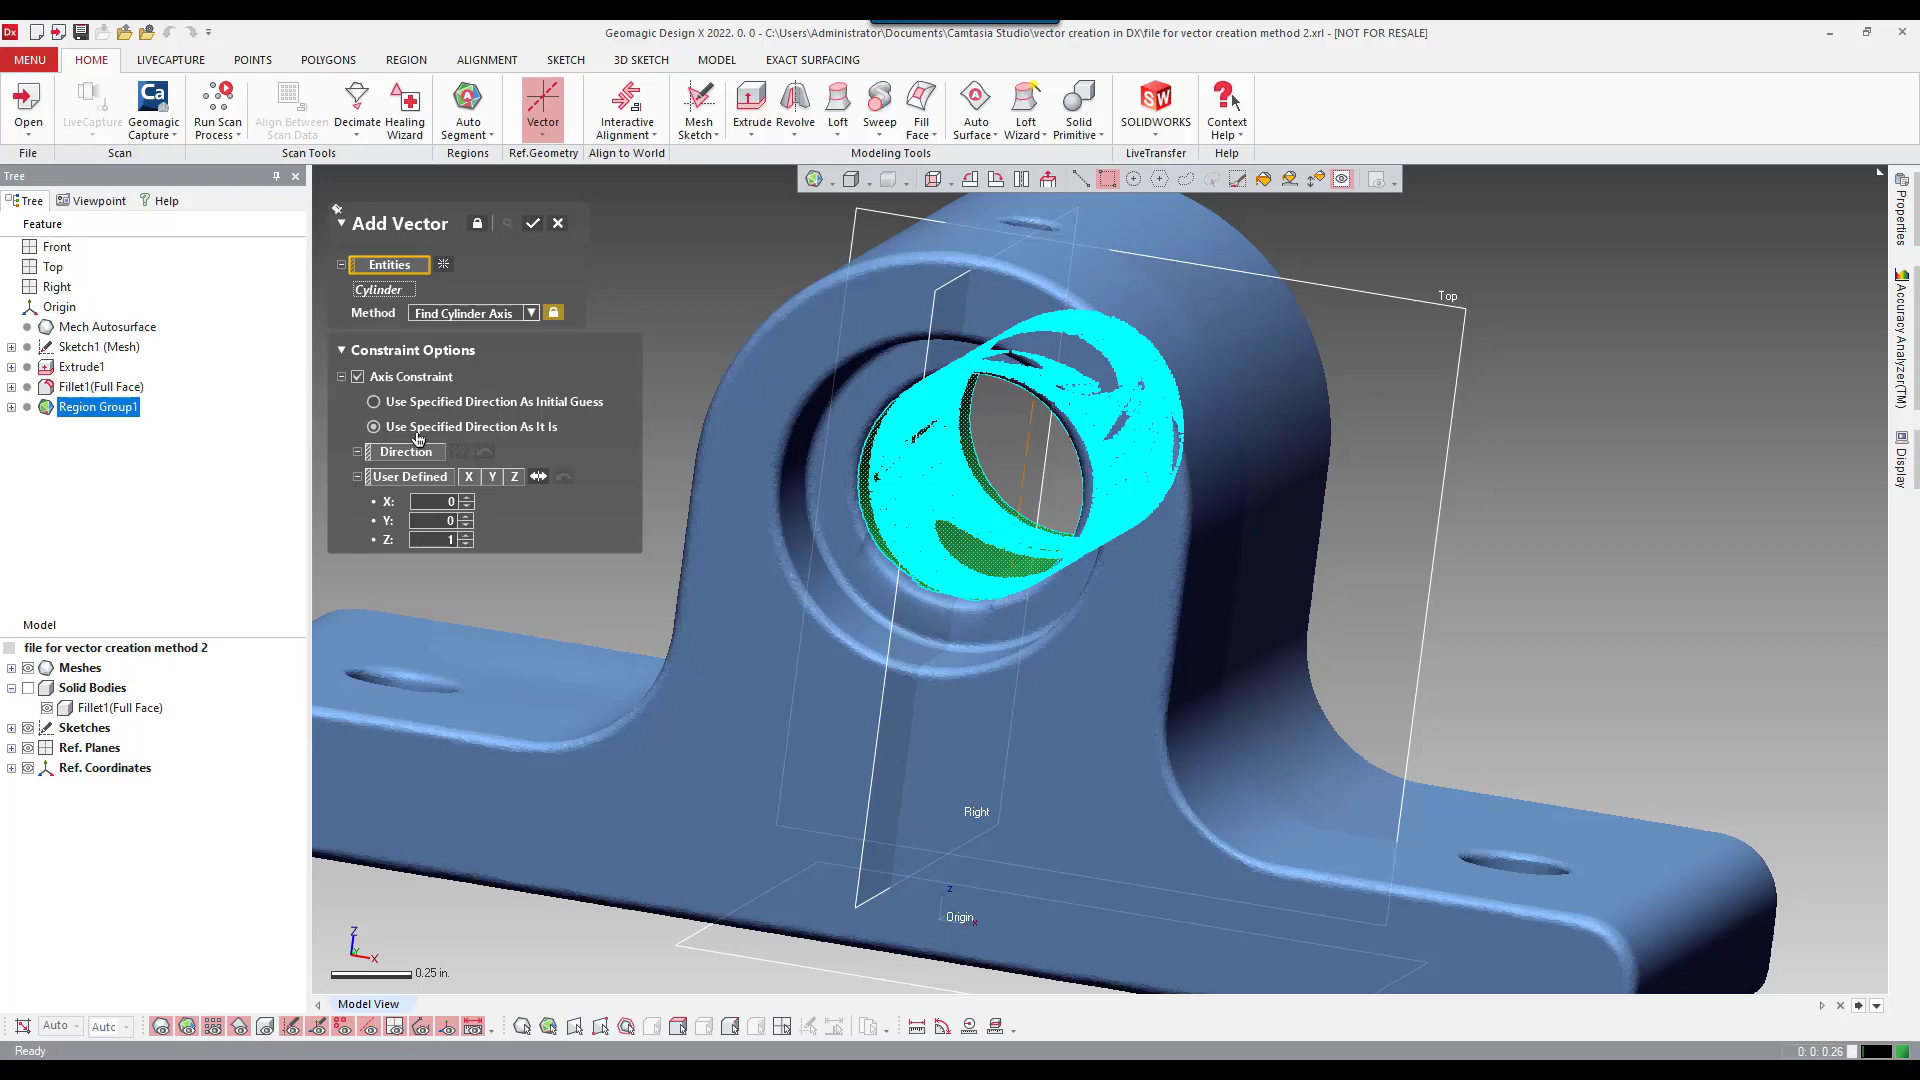 Dx
Geomagic Design X 2022. 0. 0 - C:\Users\Administrator\Documents\Camtasia Studio\vector creation in DX\file for vector creation method 2.xrl - [NOT FOR RESALE]
MENU HOME LIVECAPTURE POINTS POLYGONS REGION ALIGNMENT SKETCH 3D SKETCH MODEL EXACT SURFACING
Open
LiveCapture
Ca
Geomagic Capture
Run Scan Process
Align Between Scan Data
Decimate
Healing Wizard
Auto Segment
Vector
Interactive Alignment
Mesh Sketch
Extrude
Revolve
Loft
Sweep
Fill Face
Auto Surface
Loft Wizard
Solid Primitive
SW
SOLIDWORKS
Context Help
File Scan Scan Tools Regions Ref.Geometry Align to World Modeling Tools LiveTransfer Help
Tree
Tree Viewpoint ? Help
Feature
Front
Top
Right
Origin
Mech Autosurface
Sketch1 (Mesh)
Extrude1
Fillet1(Full Face)
Region Group1
Model
file for vector creation method 2
Meshes
Solid Bodies
Fillet1(Full Face)
Sketches
Ref. Planes
Ref. Coordinates
Add Vector
Entities
Cylinder
Method Find Cylinder Axis
Constraint Options
Axis Constraint
Use Specified Direction As Initial Guess
Use Specified Direction As It Is
Direction
User Defined X Y Z
X: 0
Y: 0
Z: 1
Top
Right
z
Origin
x
Z
Y
X
0.25 in.
Properties
Accuracy Analyzer(TM)
Display
Model View
Auto Auto
Ready
0: 0: 0.26